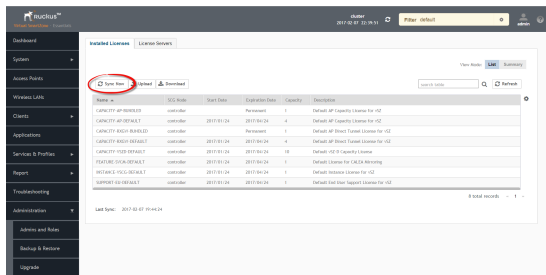 Ruckus™
Virtual SmartZone - Essentials
cluster
2017-02-07 22:39:51
Filter default
admin
Dashboard
System
Access Points
Wireless LANs
Clients
Applications
Services & Profiles
Report
Troubleshooting
Administration
Admins and Roles
Backup & Restore
Upgrade
Installed Licenses License Servers
View Mode: List Summary
Sync Now Upload Download
search table Refresh
Name SCG Node Start Date Expiration Date Capacity Description
CAPACITY-AP-BUNDLED controller Permanent 1 Default AP Capacity License for vSZ
CAPACITY-AP-DEFAULT controller 2017/01/24 2017/04/24 4 Default AP Capacity License for vSZ
CAPACITY-RXGW-BUNDLED controller Permanent 1 Default AP Direct Tunnel License for vSZ
CAPACITY-RXGW-DEFAULT controller 2017/01/24 2017/04/24 4 Default AP Direct Tunnel License for vSZ
CAPACITY-VSZD-DEFAULT controller 2017/01/24 2017/04/24 10 Default vSZ-D Capacity License
controller 2017/01/24 2017/04/24 1 Default License for CALEA Mirroring
INSTANCE-VSCG-DEFAULT controller 2017/01/24 2017/04/24 1 Default Instance License for vSZ
SUPPORT-EU-DEFAULT controller 2017/01/24 2017/04/24 1 Default End User Support License for vSZ
8 total records 1
Last Sync: 2017-02-07 19:44:24